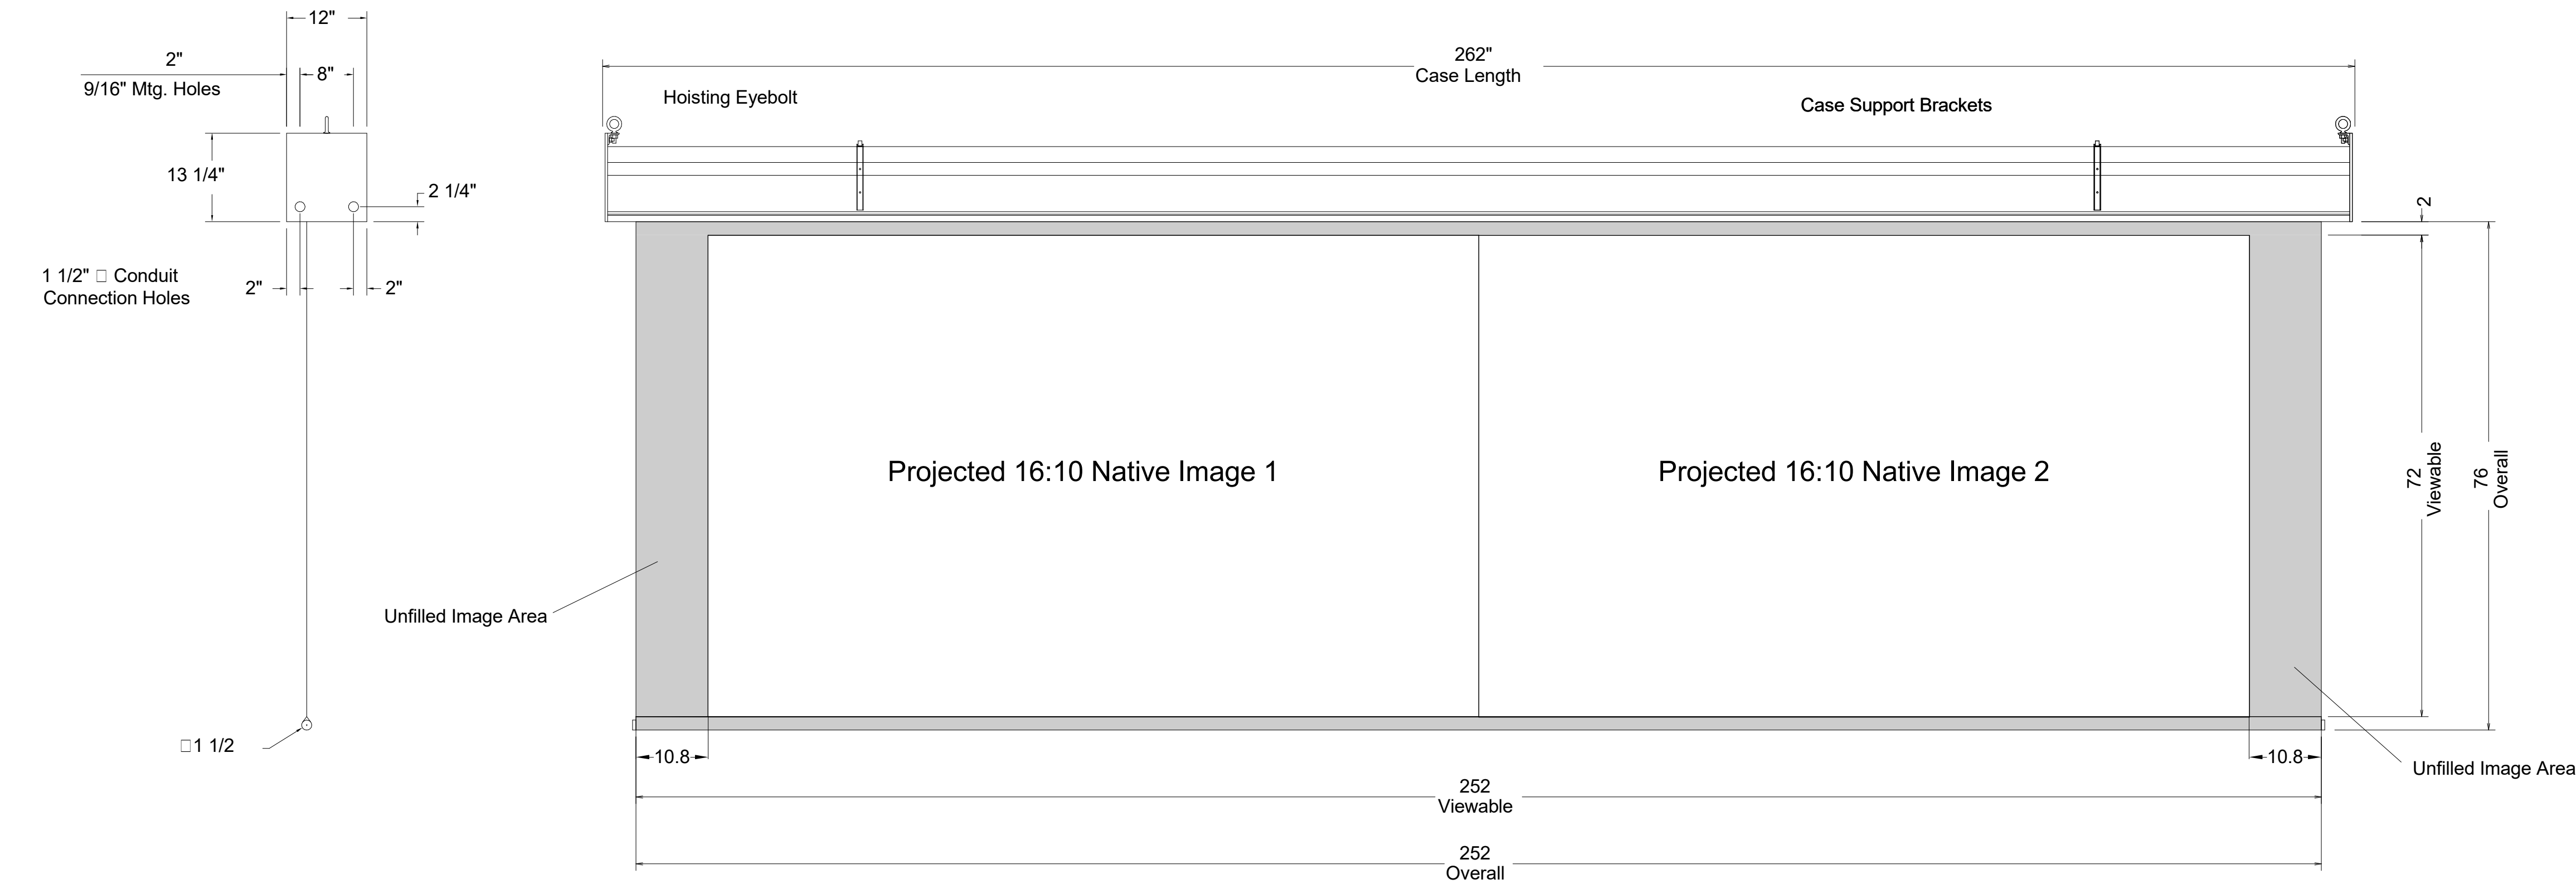 12"
2"
8"
9/16" Mtg. Holes
13 1/4"
2 1/4"
1 1/2" □ Conduit
Connection Holes
2"
2"
□1 1/2
262"
Case Length
Hoisting Eyebolt
Case Support Brackets
2
Projected 16:10 Native Image 1
Projected 16:10 Native Image 2
72
Viewable
76
Overall
Unfilled Image Area
10.8
10.8
Unfilled Image Area
252
Viewable
252
Overall